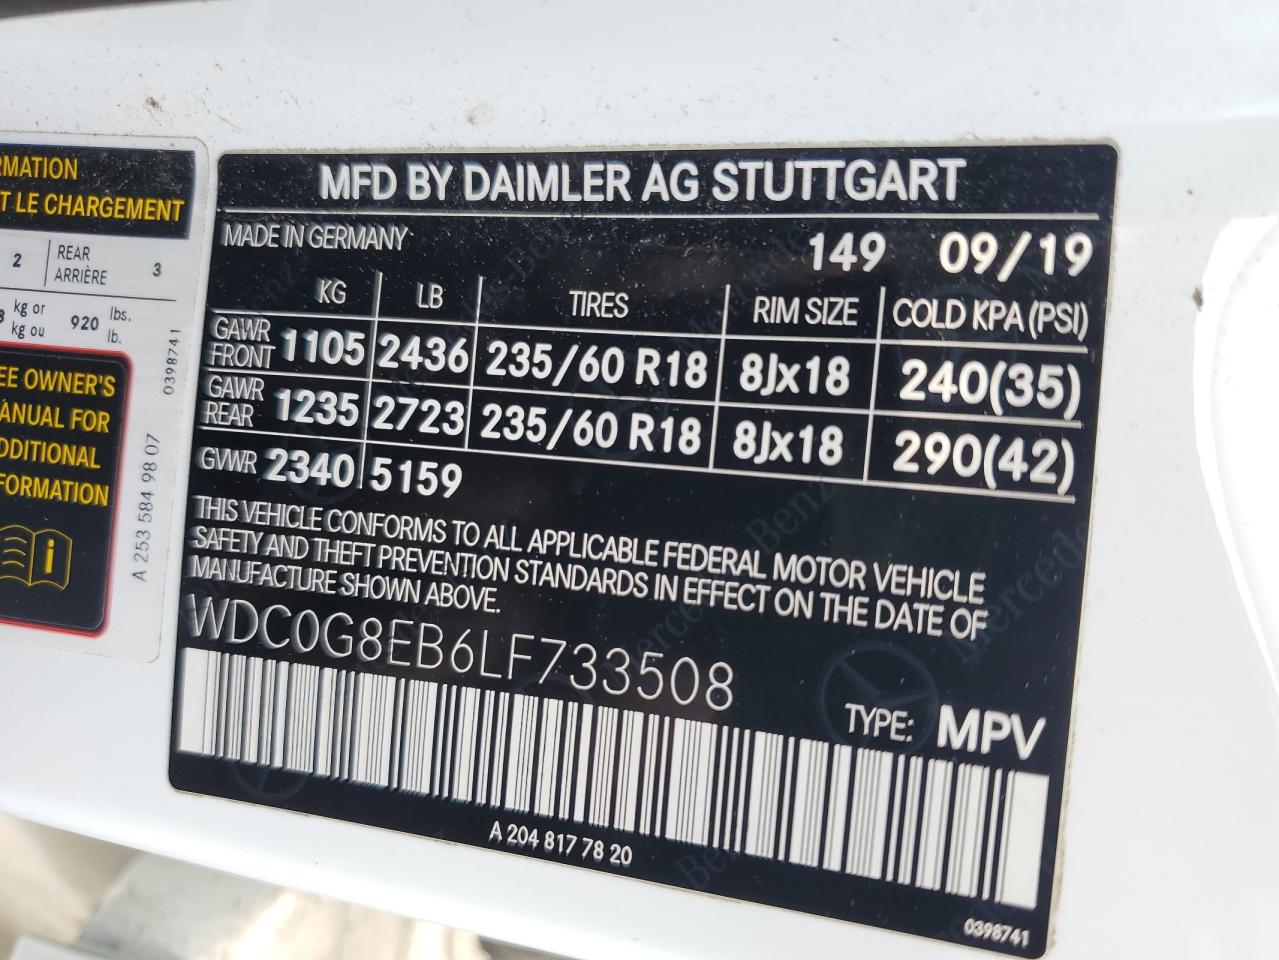 RMATION
T LE CHARGEMENT
2 REAR ARRIÈRE 3
kg or kg ou 920 lbs. lb.
EE OWNER'S
ANUAL FOR
DDITIONAL
FORMATION
i
0398741
A 253 584 98 07
MFD BY DAIMLER AG STUTTGART
MADE IN GERMANY 149 09/19
KG LB TIRES RIM SIZE COLD KPA (PSI)
GAWR FRONT 1105 2436 235/60 R18 8Jx18 240(35)
GAWR REAR 1235 2723 235/60 R18 8Jx18 290(42)
GVWR 2340 5159
THIS VEHICLE CONFORMS TO ALL APPLICABLE FEDERAL MOTOR VEHICLE
SAFETY AND THEFT PREVENTION STANDARDS IN EFFECT ON THE DATE OF
MANUFACTURE SHOWN ABOVE.
WDC0G8EB6LF733508
TYPE: MPV
A 204 817 78 20
0398741